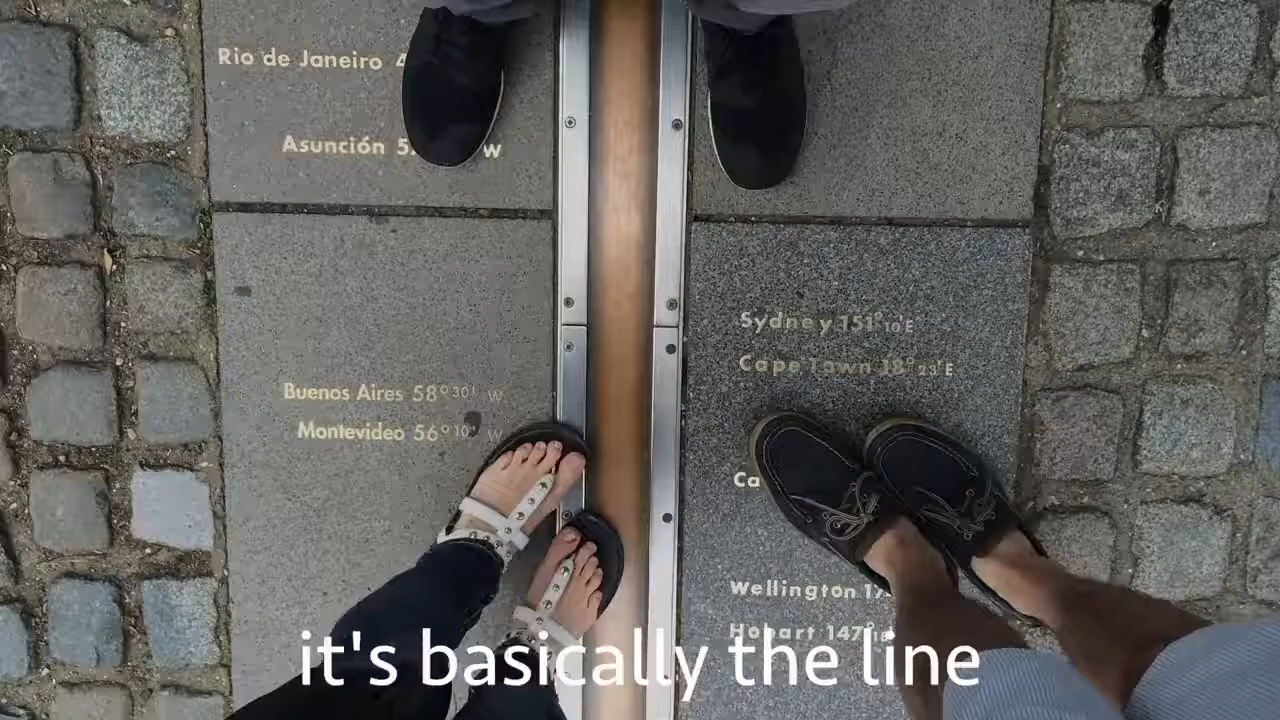 Rio de Janeiro
Asunción W
Buenos Aires 58°30' W
Montevideo 56°10' W
Sydney 151°10'E
Cape Town 18°23'E
Wellington
Hobart 147°
it's basically the line